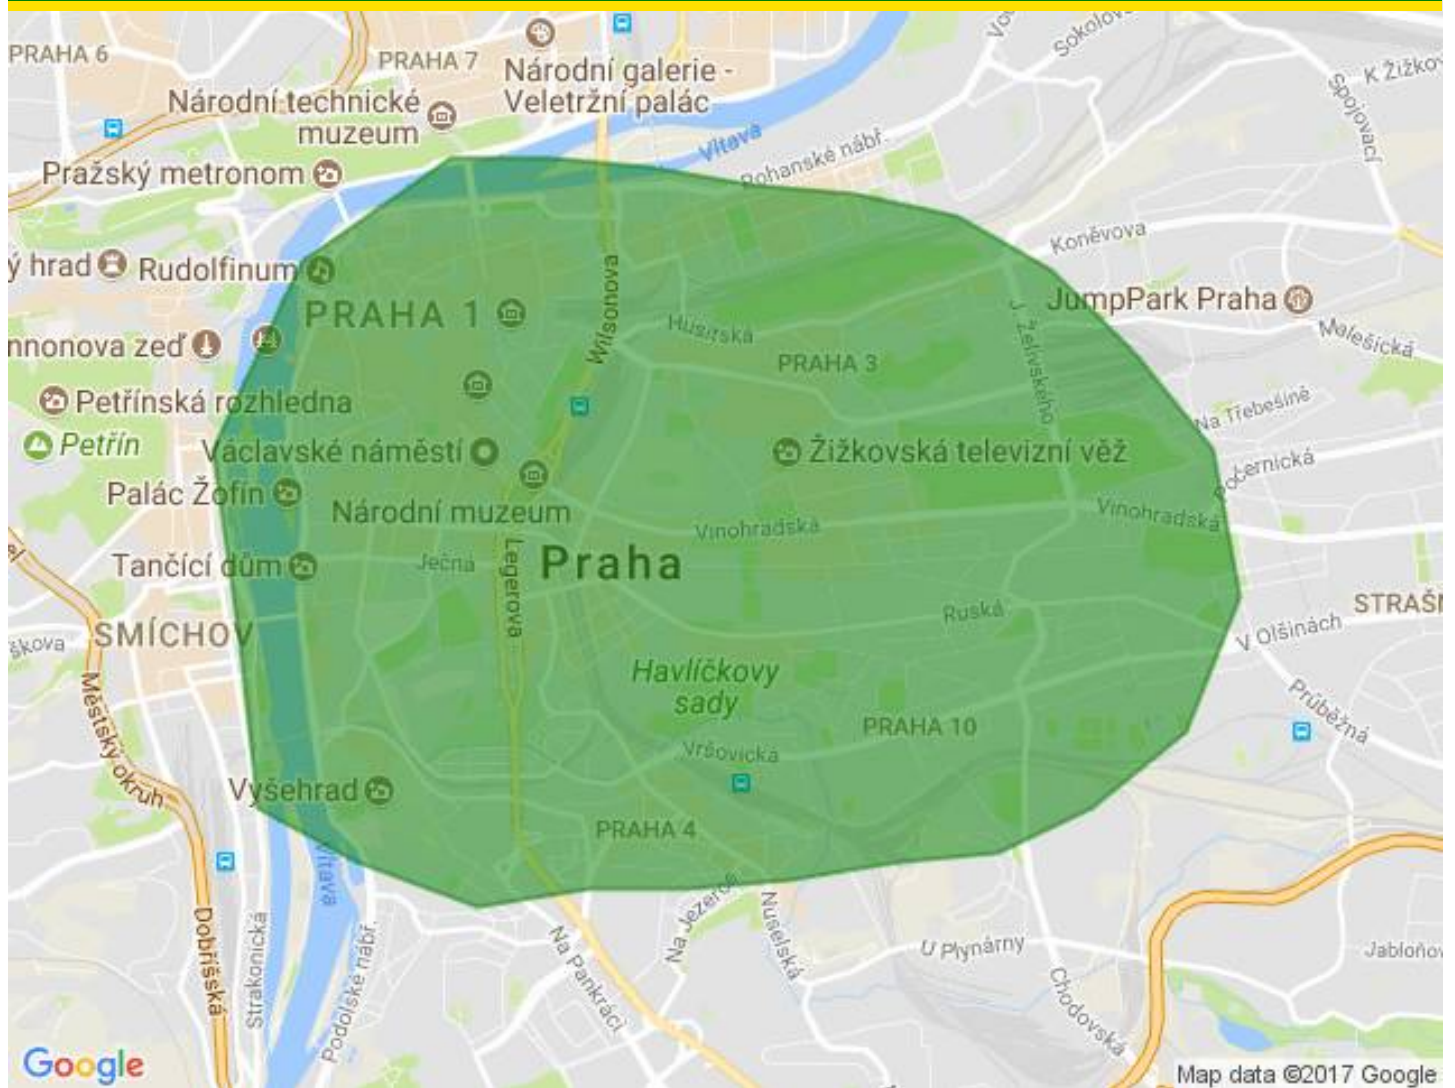 PRAHA 6
PRAHA 7
Národní galerie -
Veletržní palác
Sokolov
K Žižkov
Spojovací
Národní technické
muzeum
Vltava
Rohanské nábř.
Pražský metronom
Koněvova
ý hrad
Rudolfinum
JumpPark Praha
PRAHA 1
Wilsonova
Husitská
J. Želivského
Malešická
nnonova zeď
PRAHA 3
Petřínská rozhledna
Na Třebešíně
Petřín
Václavské náměstí
Žižkovská televizní věž
Počernická
Palác Žofín
Národní muzeum
Vinohradská
Vinohradská
Tančící dům
Ječná
Legerova
Praha
Ruská
STRAŠN
V Olšinách
škova
SMÍCHOV
Havlíčkovy
sady
Městský okruh
PRAHA 10
Průběžná
Vršovická
Vyšehrad
PRAHA 4
Vltava
Na Jezerce
Nuselská
Dobříšská
Strakonická
Podolské nábř.
Na Pankráci
U Plynárny
Jabloňov
Chodovská
Google
Map data ©2017 Google